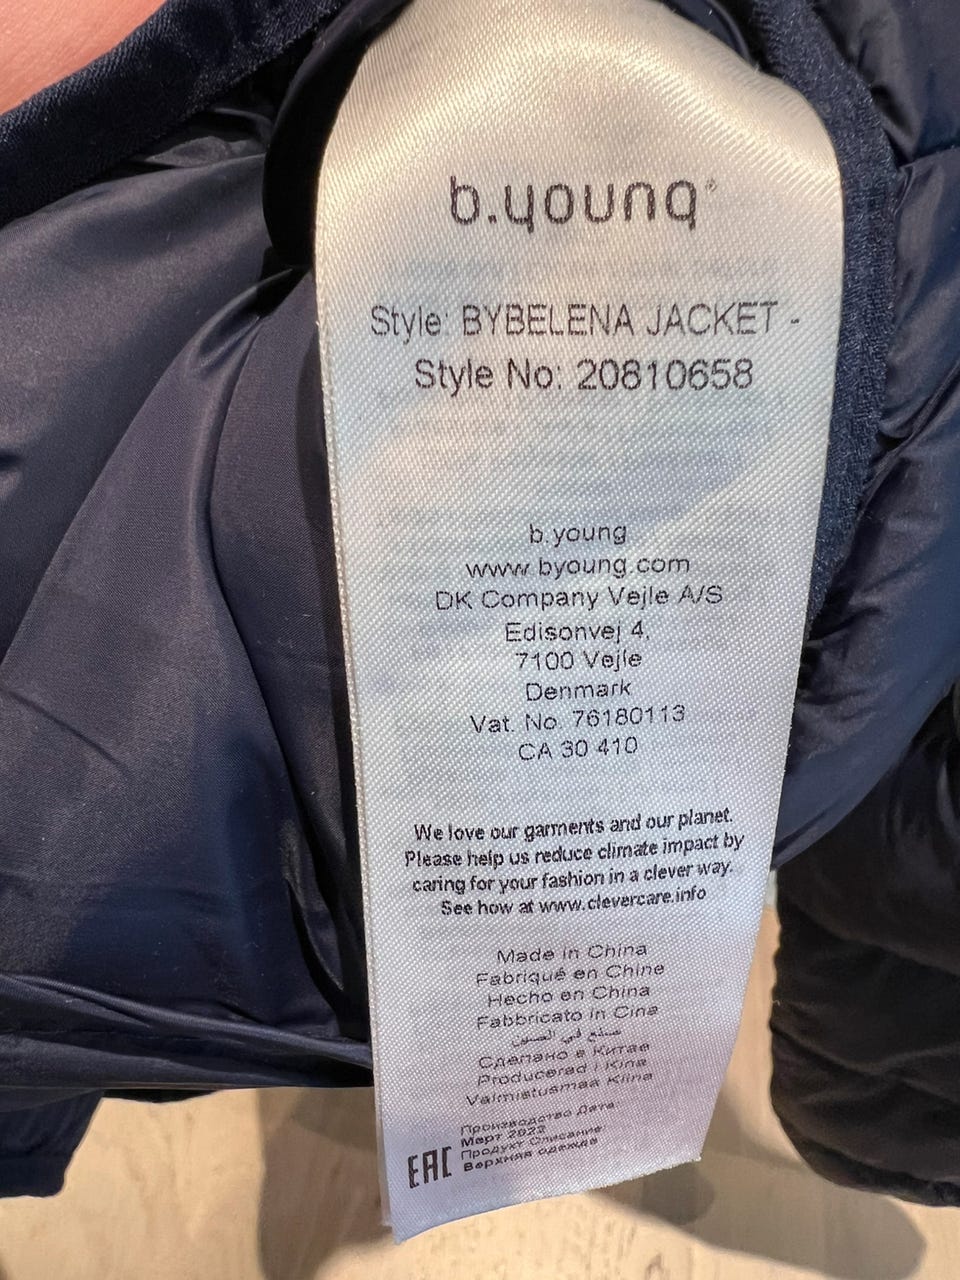 b.young®
Style: BYBELENA JACKET -
Style No: 20810658
b.young
www.byoung.com
DK Company Vejle A/S
Edisonvej 4,
7100 Vejle
Denmark
Vat. No. 76180113
CA 30 410
We love our garments and our planet.
Please help us reduce climate impact by
caring for your fashion in a clever way.
See how at www.clevercare.info
Made in China
Fabriqué en Chine
Hecho en China
Fabbricato in Cina
صنع في الصين
Сделано в Китае
Producerad i Kina
Valmistusmaa Kiina
Производство Дата:
Март 2022
Продукт Описание:
Верхняя одежда
EAC